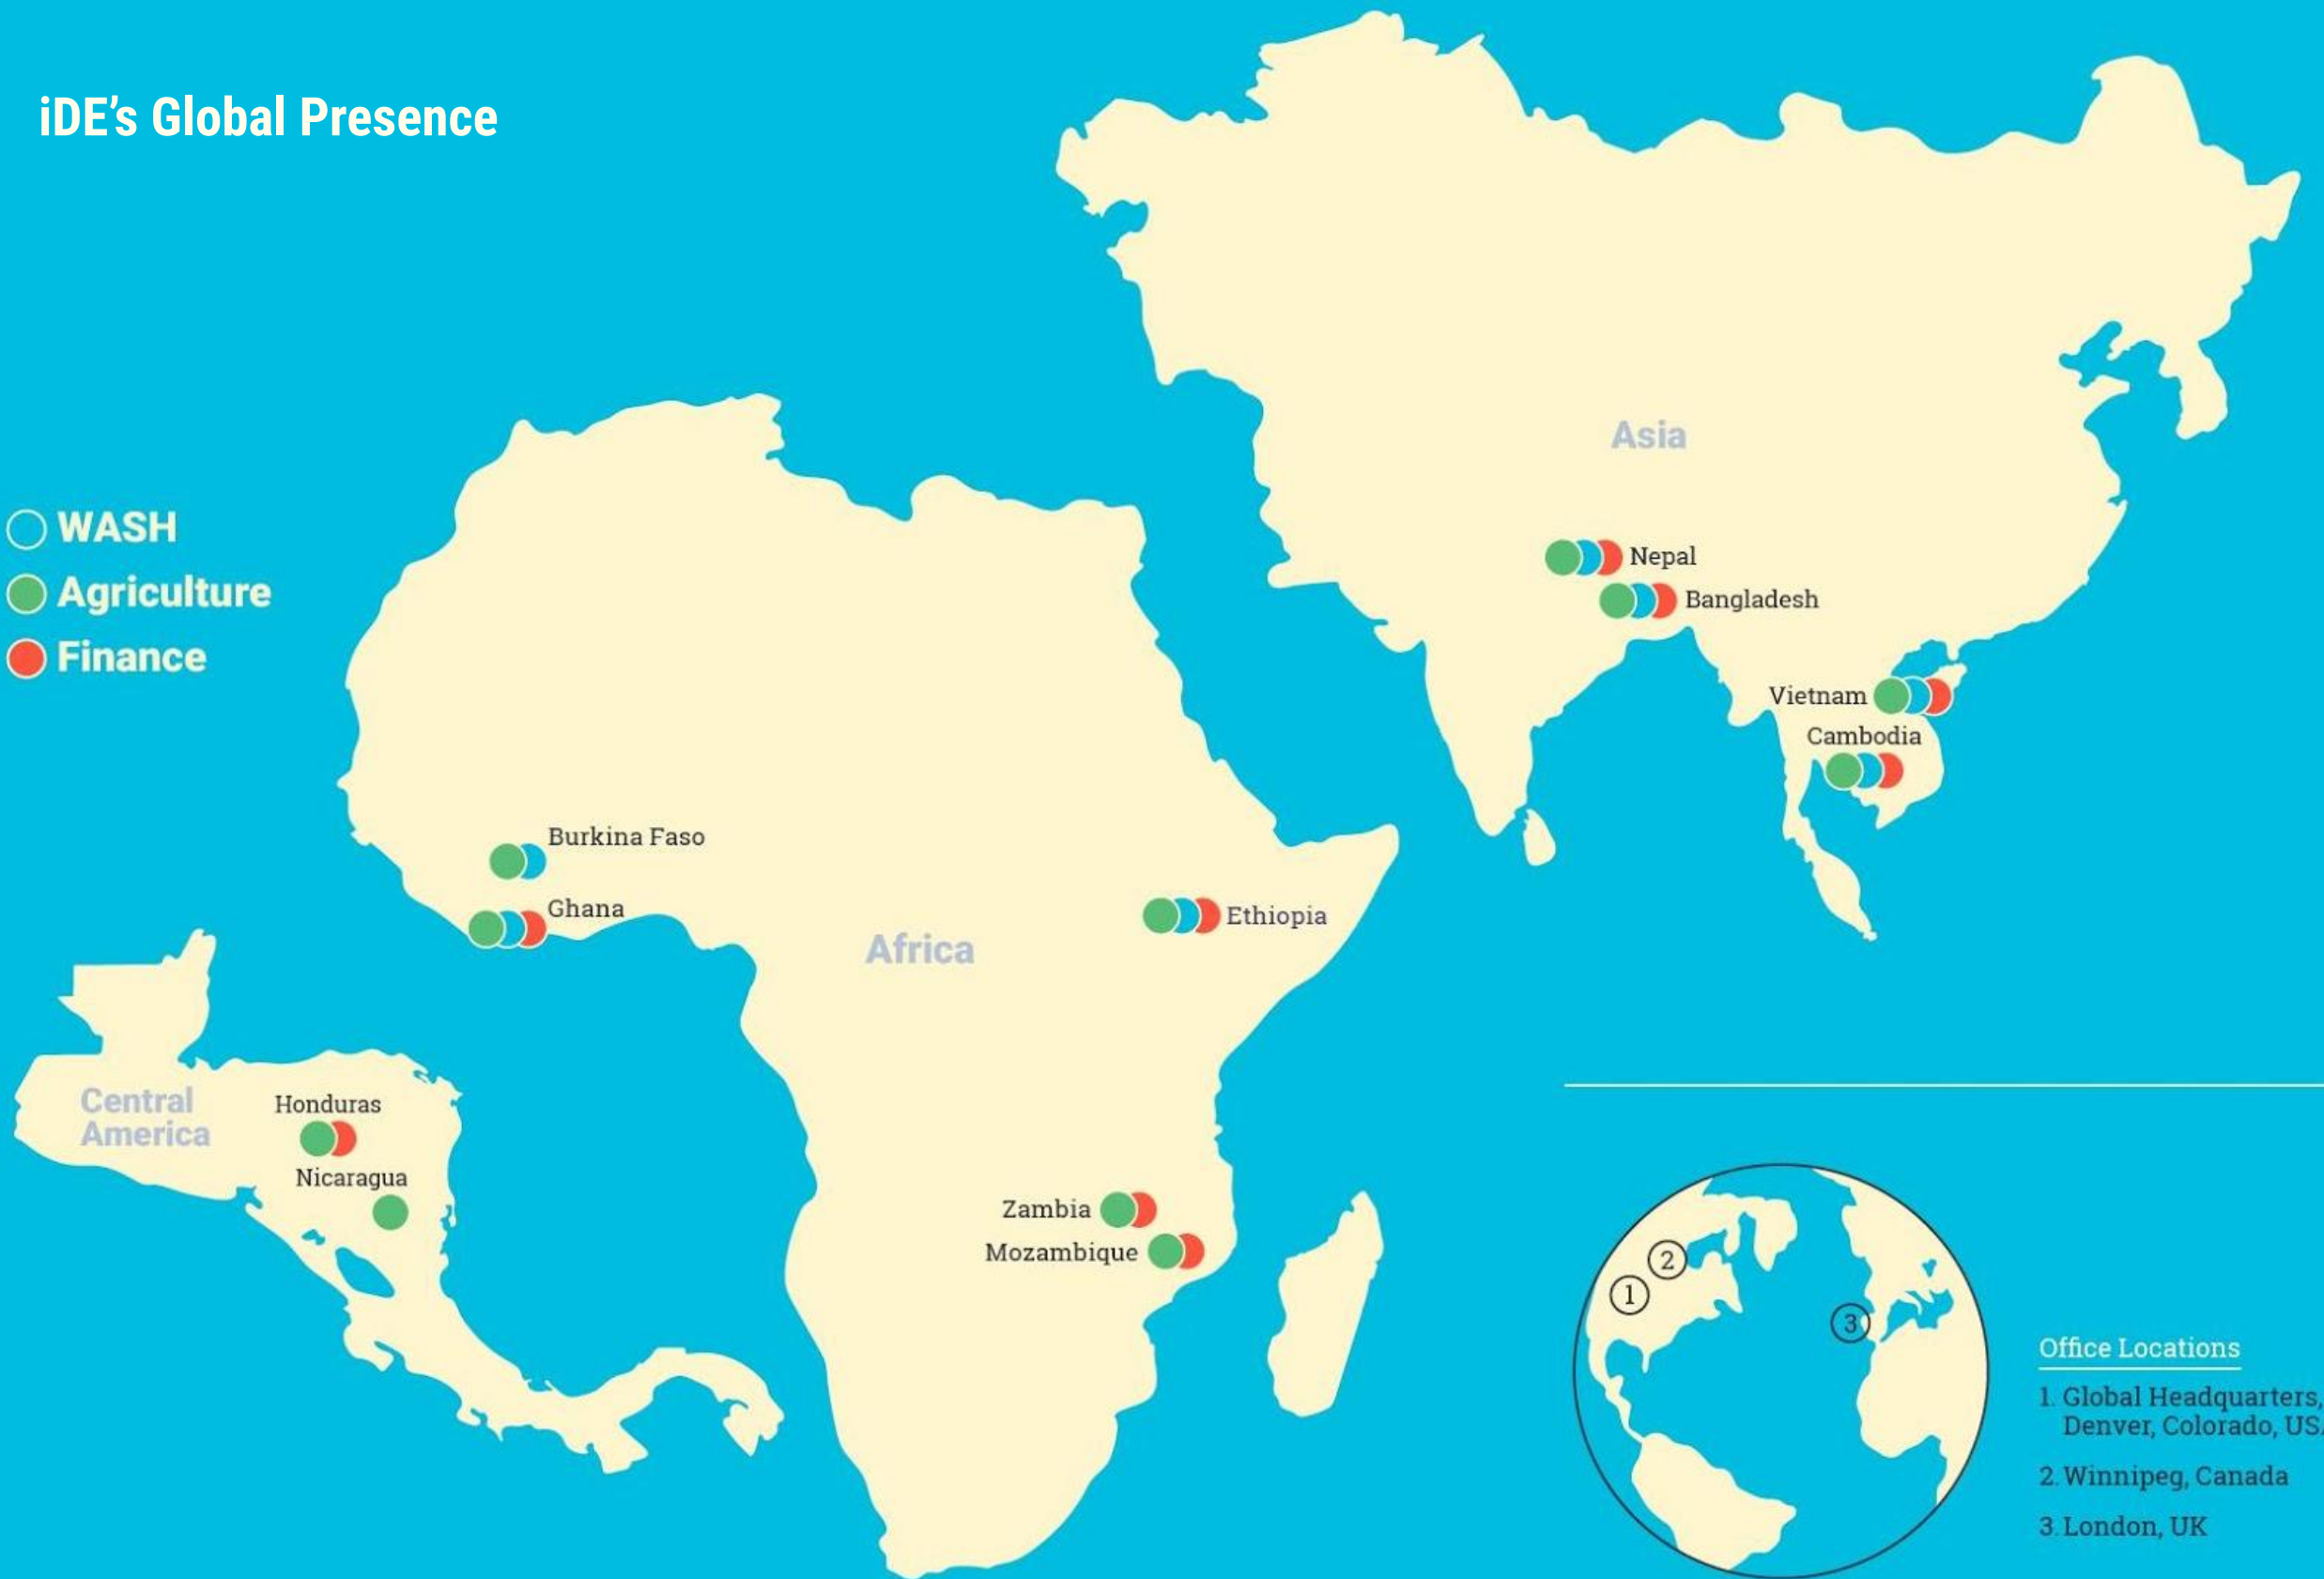 iDE's Global Presence
WASH
Agriculture
Finance
Asia
Nepal
Bangladesh
Vietnam
Cambodia
Burkina Faso
Ghana
Africa
Ethiopia
Central
America
Honduras
Nicaragua
Zambia
Mozambique
2
1
3
Office Locations
1. Global Headquarters,
Denver, Colorado, US
2. Winnipeg, Canada
3. London, UK